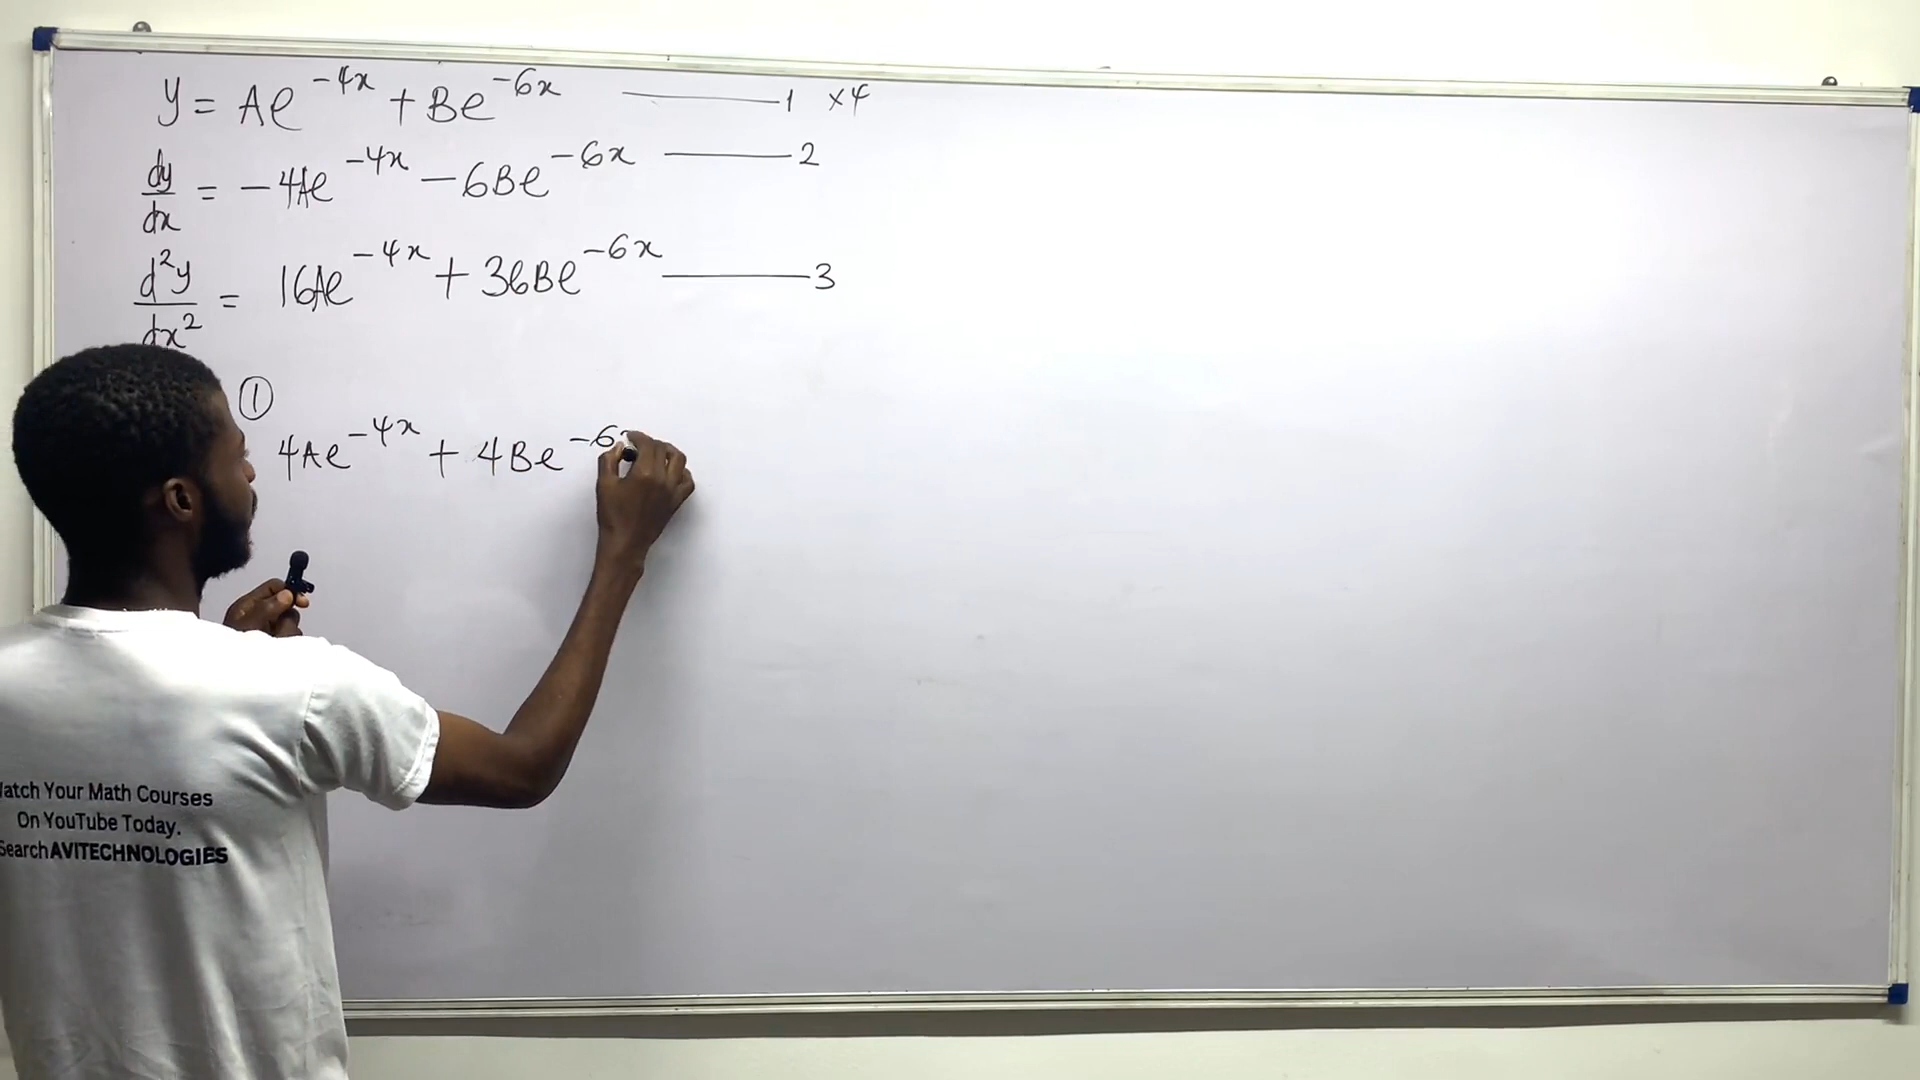 y = Ae^{-4x} + Be^{-6x} ——— 1 ×4
dy/dx = -4Ae^{-4x} - 6Be^{-6x} ——— 2
d²y/dx² = 16Ae^{-4x} + 36Be^{-6x} ——— 3
①
4Ae^{-4x} + 4Be^{-6
Your Math Courses
On YouTube Today.
Search AVITECHNOLOGIES